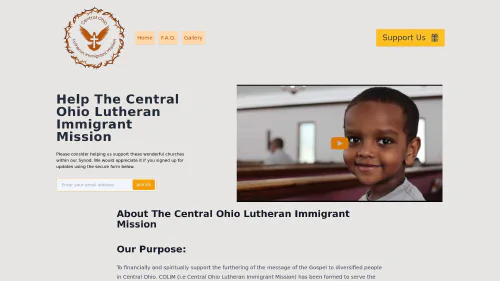 Central Ohio
Lutheran Immigrant Mission
Home
F.A.Q.
Gallery
Support Us
Help The Central
Ohio Lutheran
Immigrant
Mission
Please consider helping us support these wonderful churches
within our Synod. We would appreciate it if you signed up for
updates using the secure form below.
Enter your email address
About The Central Ohio Lutheran Immigrant
Mission
Our Purpose:
To financially and spiritually support the furthering of the message of the Gospel to diversified people
in Central Ohio. COLIM (i.e Central Ohio Lutheran Immigrant Mission) has been formed to serve the